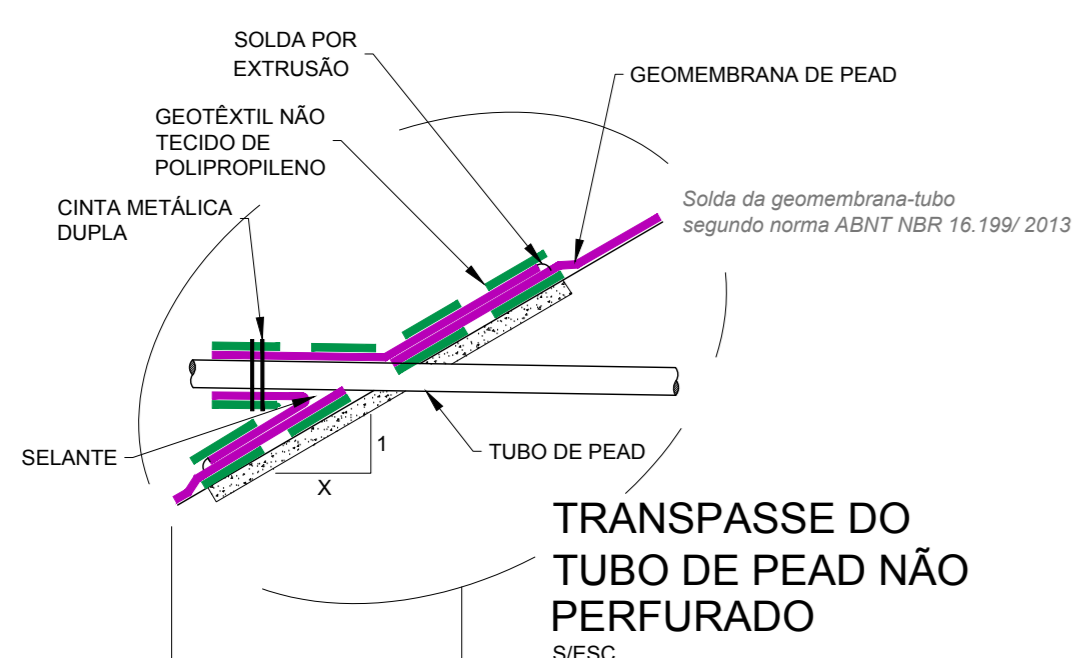 SOLDA POR
EXTRUSÃO
GEOMEMBRANA DE PEAD
GEOTÊXTIL NÃO
TECIDO DE
POLIPROPILENO
CINTA METÁLICA
DUPLA
Solda da geomembrana-tubo
segundo norma ABNT NBR 16.199/ 2013
SELANTE
1
X
TUBO DE PEAD
TRANSPASSE DO
TUBO DE PEAD NÃO
PERFURADO
S/ESC